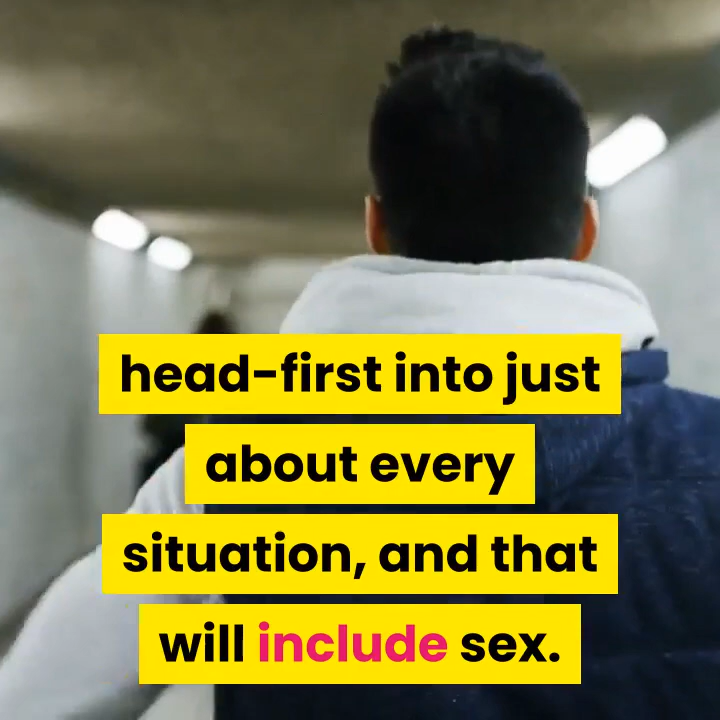 head-first into just
about every
situation, and that
will include sex.